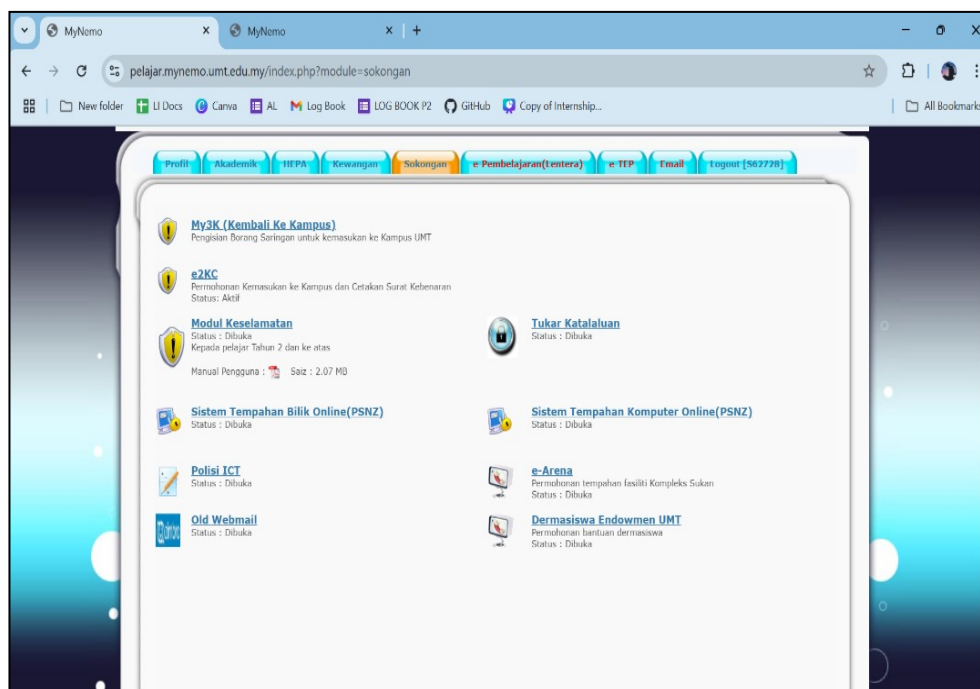 MyNemo
MyNemo
pelajar.mynemo.umt.edu.my/index.php?module=sokongan
New folder
LI Docs
Canva
AL
Log Book
LOG BOOK P2
GitHub
Copy of Internship...
All Bookmarks
Profil
Akademik
HEPA
Kewangan
Sokongan
e-Pembelajaran(Lentera)
e-TEP
Email
Logout [S62728]
My3K (Kembali Ke Kampus)
Pengisian Borang Saringan untuk kemasukan ke Kampus UMT
e2KC
Permohonan Kemasukan ke Kampus dan Cetakan Surat Kebenaran
Status: Aktif
Modul Keselamatan
Status : Dibuka
Kepada pelajar Tahun 2 dan ke atas
Manual Pengguna : Saiz : 2.07 MB
Tukar Katalaluan
Status : Dibuka
Sistem Tempahan Bilik Online(PSNZ)
Status : Dibuka
Sistem Tempahan Komputer Online(PSNZ)
Status : Dibuka
Polisi ICT
Status : Dibuka
e-Arena
Permohonan tempahan fasiliti Kompleks Sukan
Status : Dibuka
Old Webmail
Status : Dibuka
Dermasiswa Endowmen UMT
Permohonan bantuan dermasiswa
Status : Dibuka